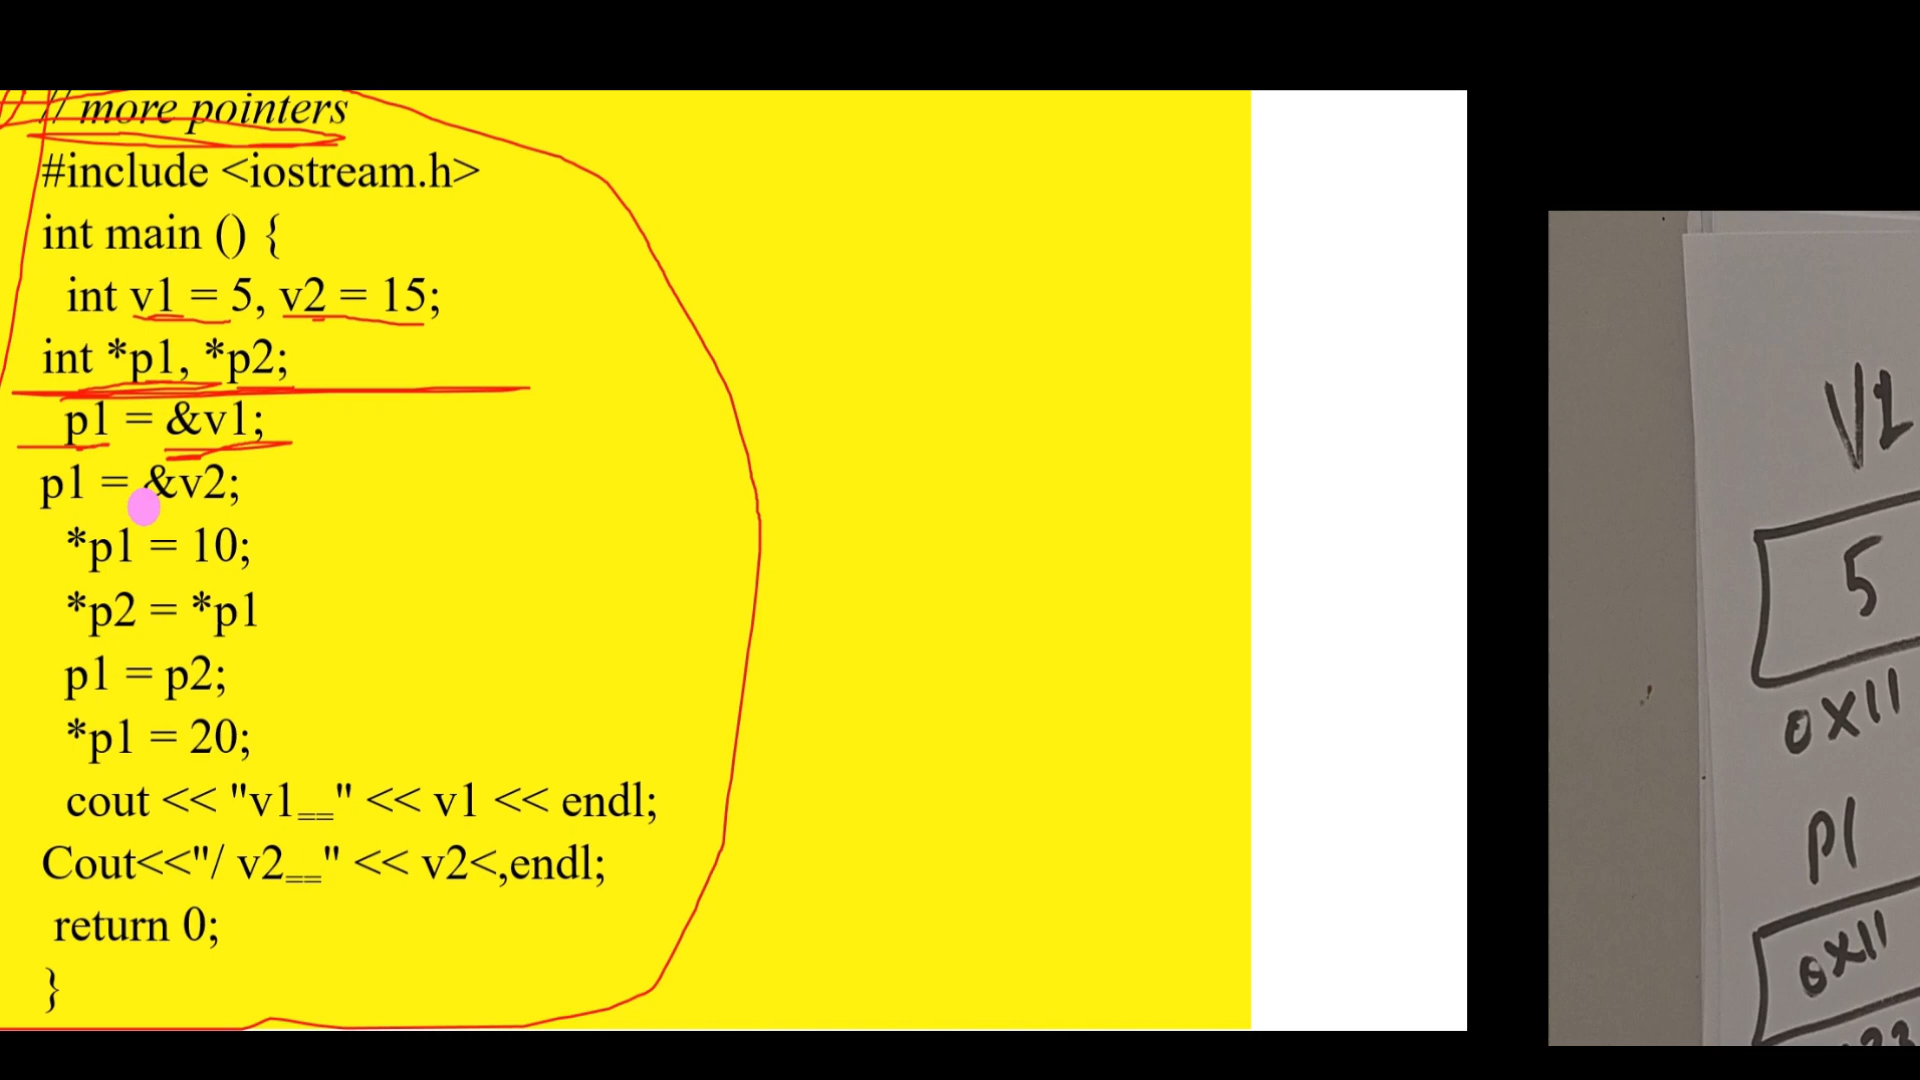 // more pointers
#include <iostream.h>
int main () {
int v1 = 5, v2 = 15;
int *p1, *p2;
p1 = &v1;
p1 = &v2;
*p1 = 10;
*p2 = *p1
p1 = p2;
*p1 = 20;
cout << "v1==" << v1 << endl;
Cout<<"/ v2==" << v2<,endl;
return 0;
}
V1
5
0x11
P1
0x11